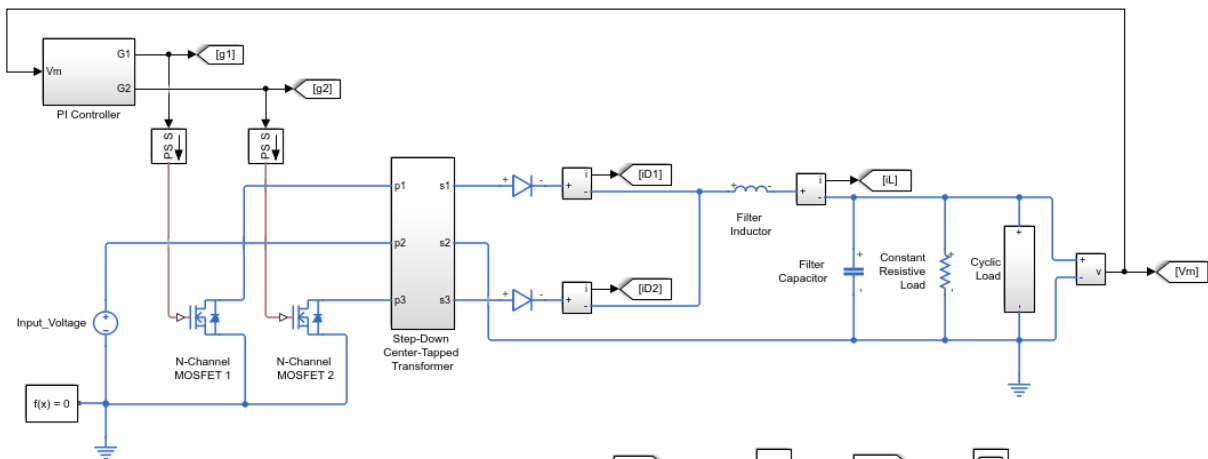 G1
[g1]
Vm
G2
[g2]
PI Controller
PS S
PS S
i
[iD1]
i
[iL]
p1
s1
+
-
+
-
+
-
+
-
Filter
Inductor
p2
s2
+
+
+
Filter
Capacitor
Constant
Resistive
Load
Cyclic
Load
+
v
-
[Vm]
i
[iD2]
p3
s3
+
-
+
-
-
-
-
Input_Voltage
+
-
Step-Down
Center-Tapped
Transformer
N-Channel
MOSFET 1
N-Channel
MOSFET 2
f(x) = 0